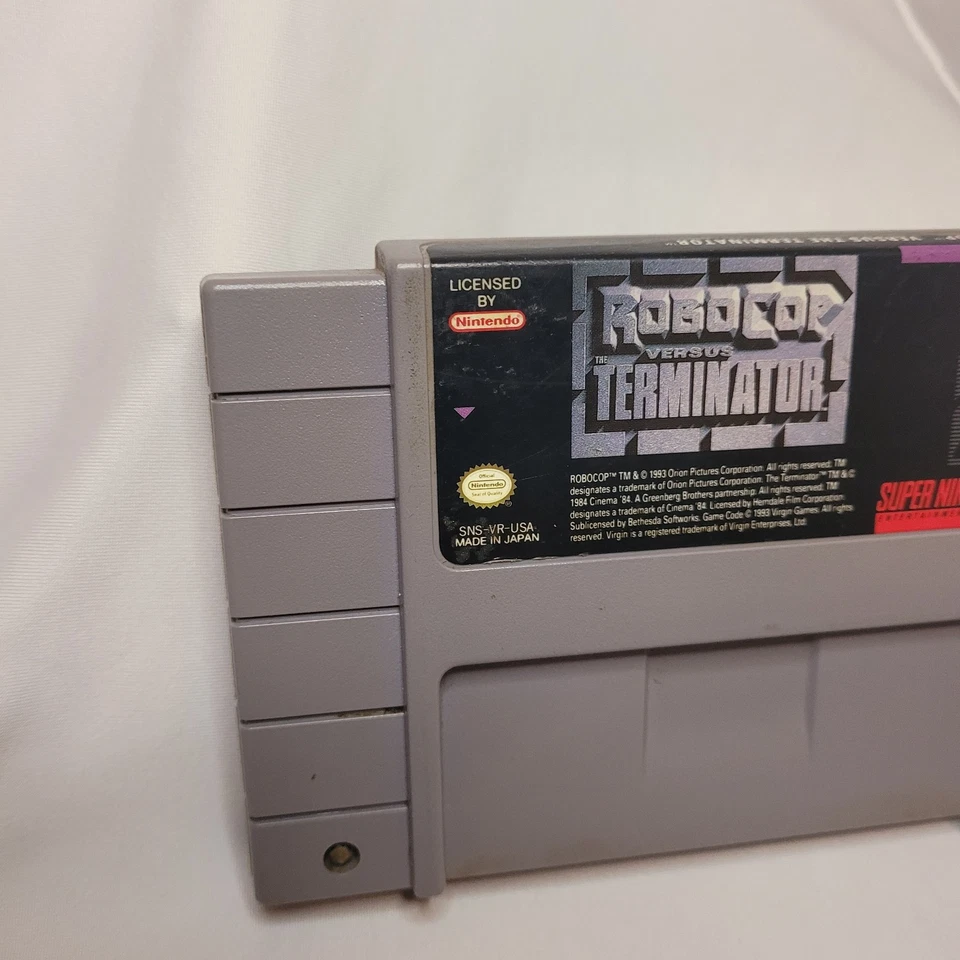 VERSUS THE TERMINATOR™
LICENSED
BY
Nintendo
ROBOCOP
VERSUS
THE
TERMINATOR
Official
Nintendo
Seal of Quality
SNS-VR-USA
MADE IN JAPAN
ROBOCOP™ TM & © 1993 Orion Pictures Corporation. All rights reserved. TM
designates a trademark of Orion Pictures Corporation. The Terminator™ TM & ©
1984 Cinema '84. A Greenberg Brothers partnership. All rights reserved. TM
designates a trademark of Cinema '84. Licensed by Hemdale Film Corporation.
Sublicensed by Bethesda Softworks. Game Code © 1993 Virgin Games. All rights
reserved. Virgin is a registered trademark of Virgin Enterprises, Ltd.
SUPER NIN
ENTERTAINMEN